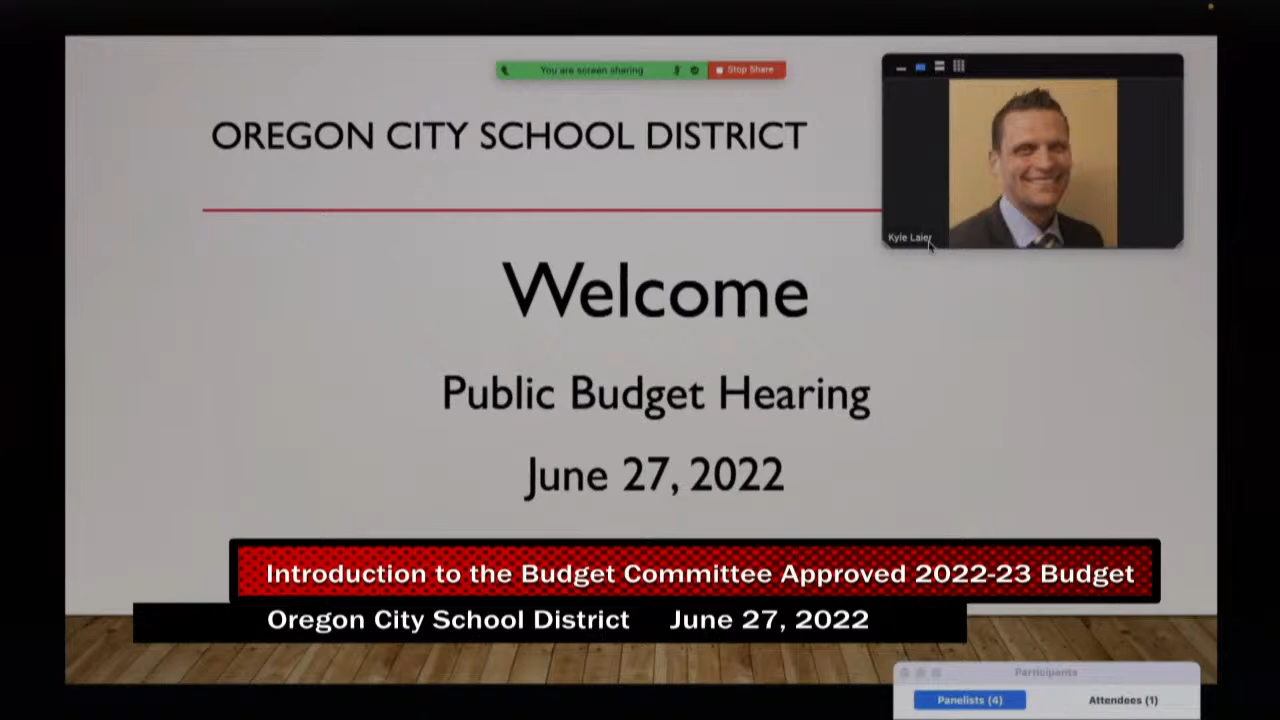 You are screen sharing
Stop Share
OREGON CITY SCHOOL DISTRICT
Kyle Laier
Welcome
Public Budget Hearing
June 27, 2022
Introduction to the Budget Committee Approved 2022-23 Budget
Oregon City School District June 27, 2022
Participants
Panelists (4) Attendees (1)